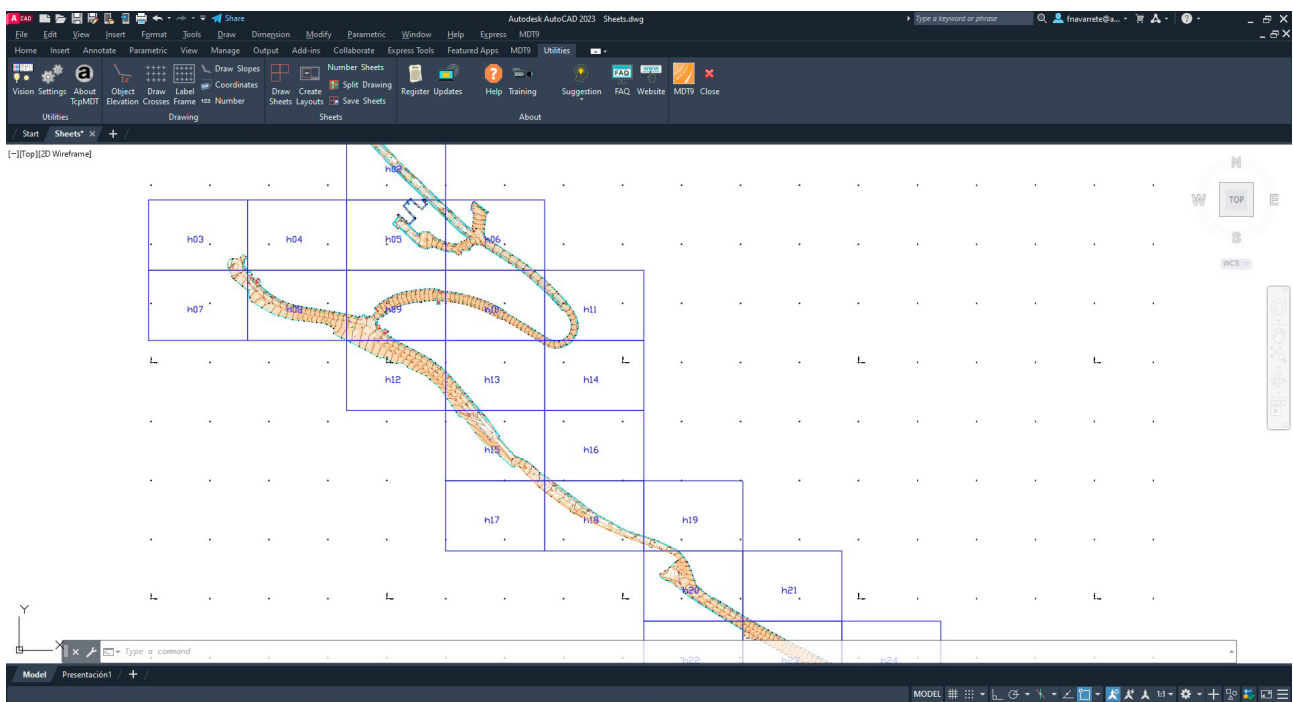 A CAD Share Autodesk AutoCAD 2023 Sheets.dwg Type a keyword or phrase fnavarrete@a...
File Edit View Insert Format Tools Draw Dimension Modify Parametric Window Help Express MDT9
Home Insert Annotate Parametric View Manage Output Add-ins Collaborate Express Tools Featured Apps MDT9 Utilities
Vision Settings About TcpMDT
Object Elevation Draw Crosses Label Frame
Draw Slopes
Coordinates
123 Number
Draw Sheets Create Layouts
Number Sheets
Split Drawing
Save Sheets
Register Updates Help Training Suggestion FAQ FAQ WWW Website MDT9 Close
Utilities Drawing Sheets About
Start Sheets* × +
[−][Top][2D Wireframe]
N
W TOP E
S
WCS
h02
h03 h04 h05 h06
h07 h08 h09 h10 h11
h12 h13 h14
h15 h16
h17 h18 h19
h20 h21
h22 h23 h24
Y
X
Type a command
Model Presentación1 +
MODEL 1:1